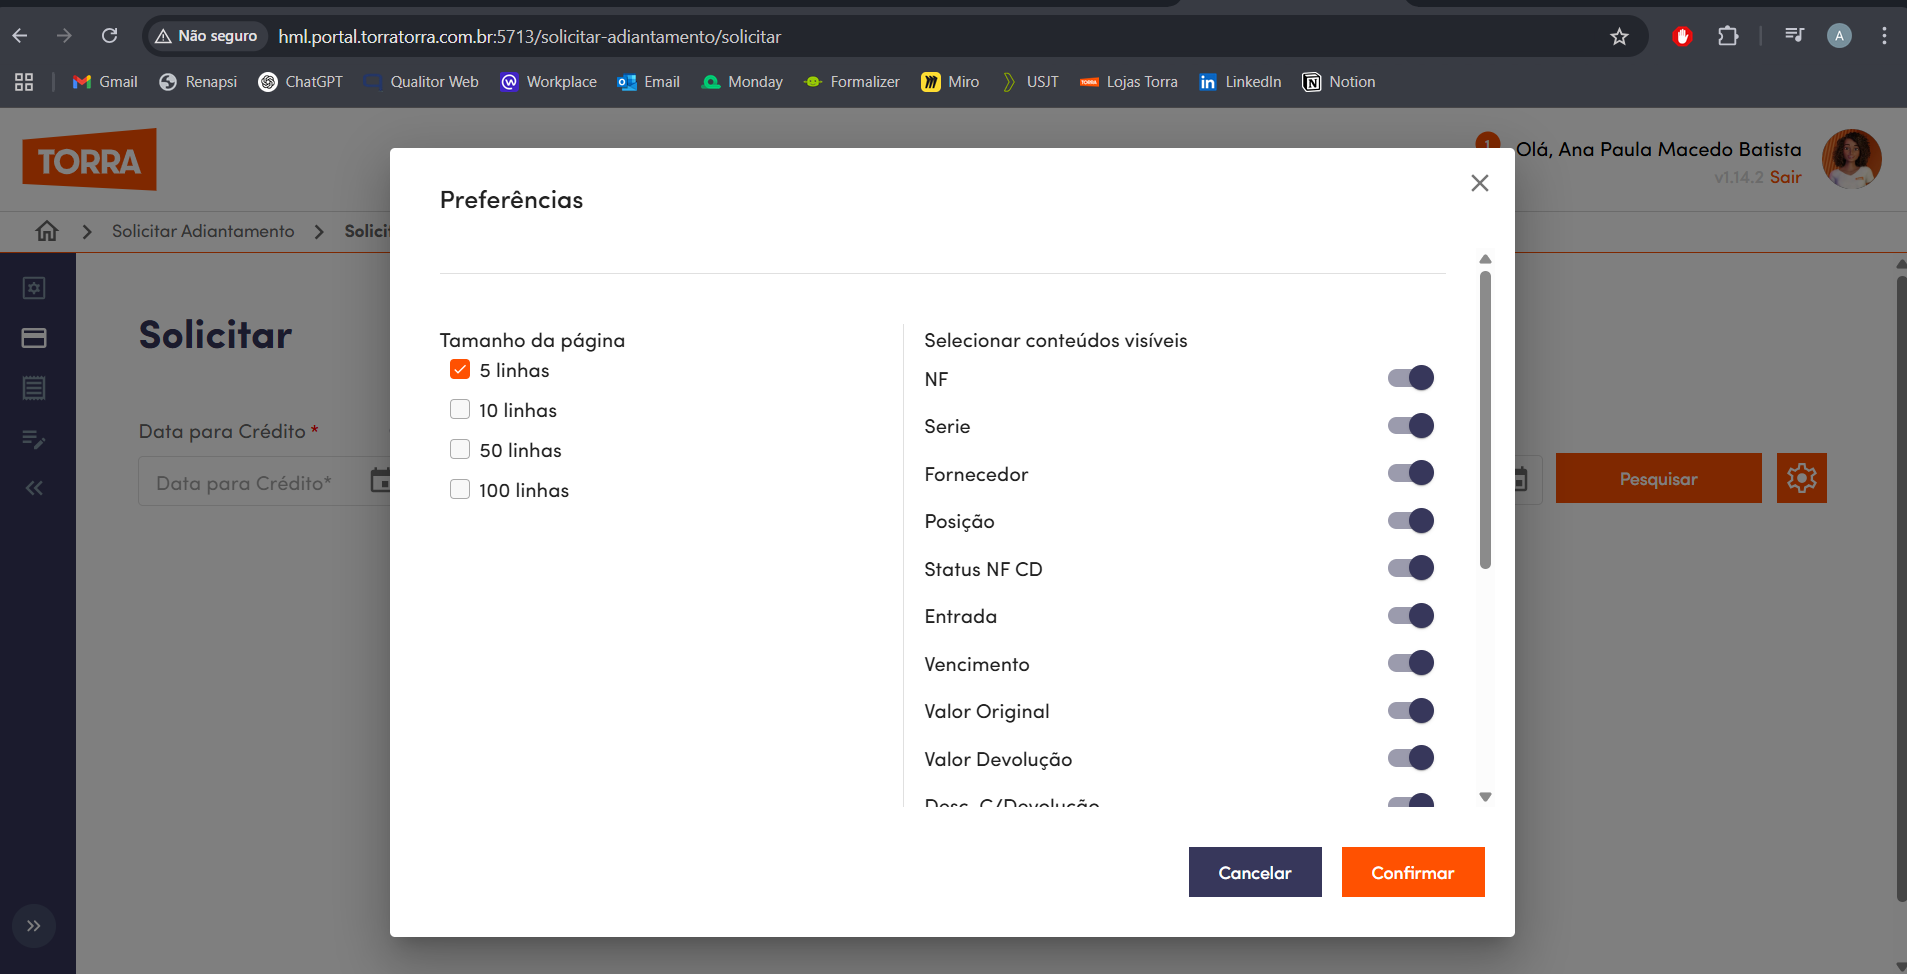 Não seguro
hml.portal.torratorra.com.br:5713/solicitar-adiantamento/solicitar
A
Gmail
Renapsi
ChatGPT
Qualitor Web
Workplace
Email
Monday
Formalizer
Miro
USJT
Lojas Torra
LinkedIn
Notion
TORRA
1
Olá, Ana Paula Macedo Batista
v1.14.2 Sair
Solicitar Adiantamento
Solicit
Preferências
Solicitar
Data para Crédito *
Data para Crédito*
Tamanho da página
5 linhas
10 linhas
50 linhas
100 linhas
Selecionar conteúdos visíveis
NF
Serie
Fornecedor
Posição
Status NF CD
Entrada
Vencimento
Valor Original
Valor Devolução
Desc. C/Devolução
Pesquisar
Cancelar
Confirmar